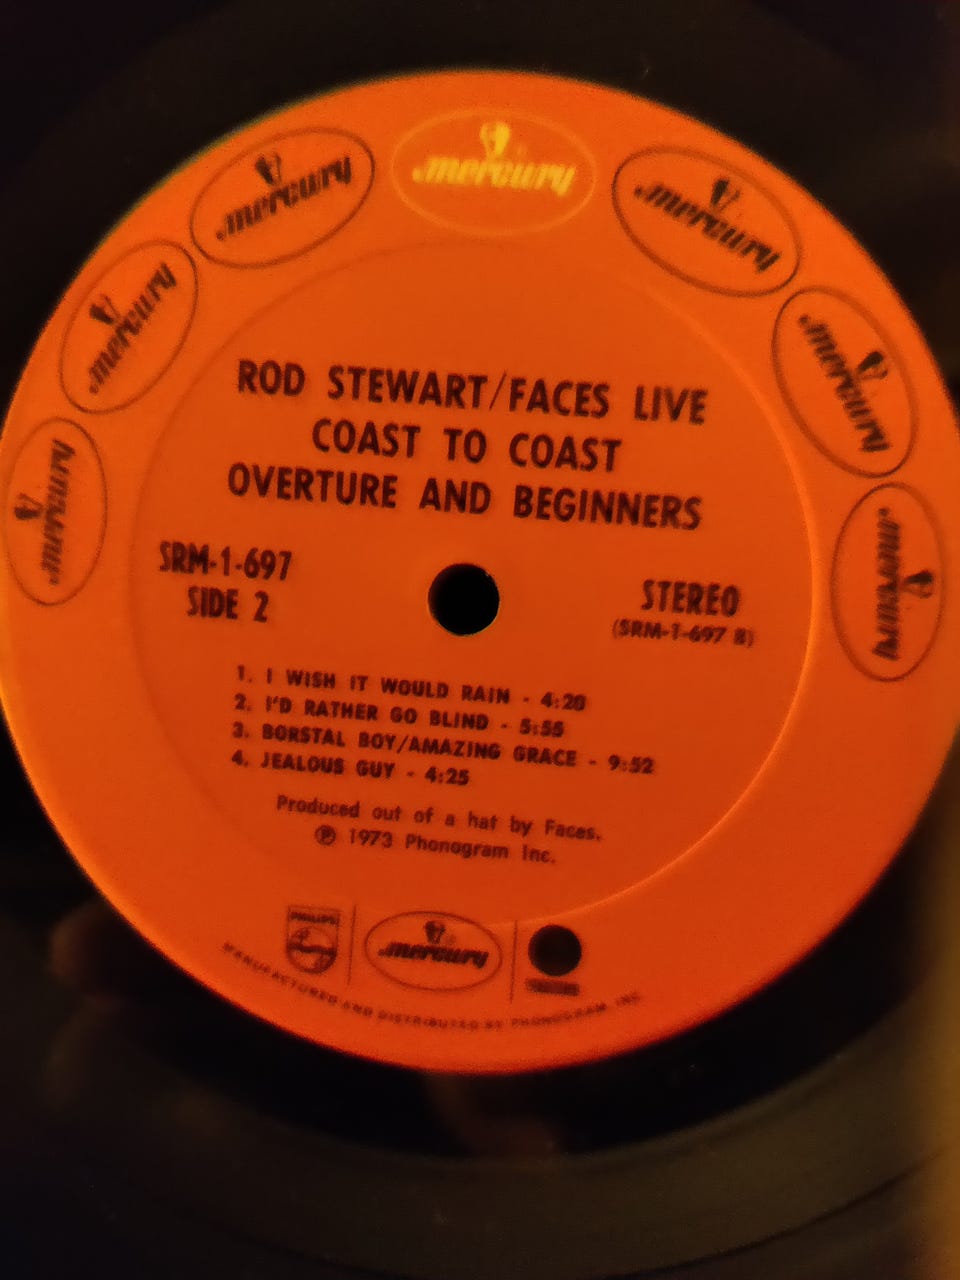 mercury
mercury
mercury
mercury
mercury
mercury
mercury
ROD STEWART/FACES LIVE
COAST TO COAST
OVERTURE AND BEGINNERS
SRM-1-697
SIDE 2
STEREO
(SRM-1-697 B)
1. I WISH IT WOULD RAIN - 4:20
2. I'D RATHER GO BLIND - 5:55
3. BORSTAL BOY/AMAZING GRACE - 9:52
4. JEALOUS GUY - 4:25
Produced out of a hat by Faces.
℗ 1973 Phonogram Inc.
PHILIPS
mercury
MANUFACTURED AND DISTRIBUTED BY PHONOGRAM, INC.